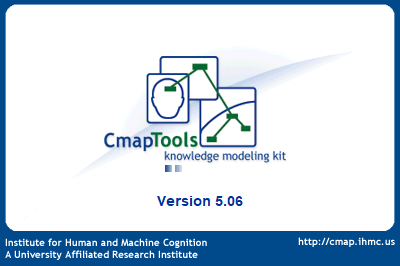 CmapTools
knowledge modeling kit
Version 5.06
Institute for Human and Machine Cognition
http://cmap.ihmc.us
A University Affiliated Research Institute